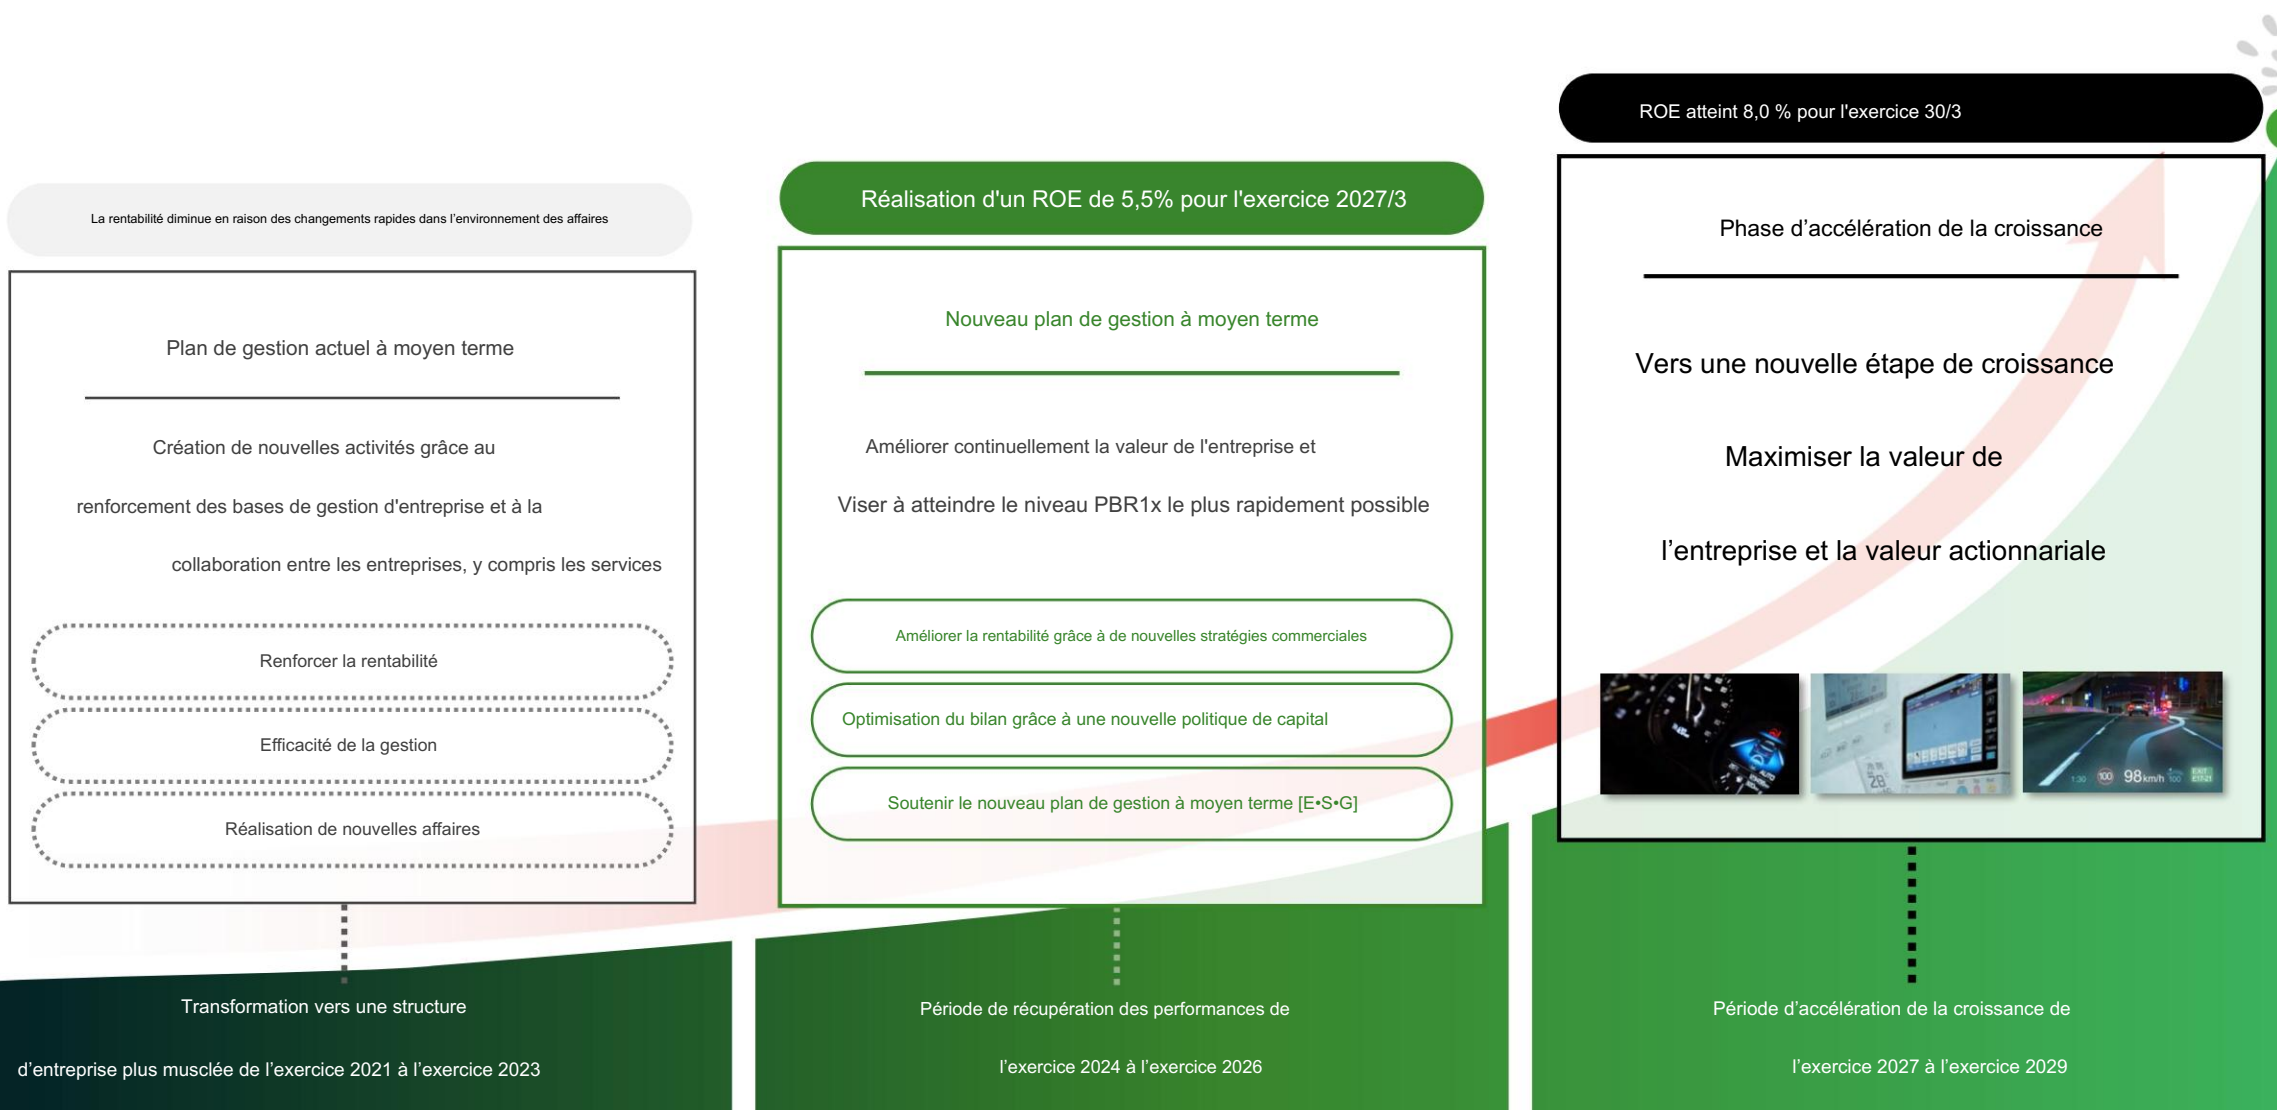 La rentabilité diminue en raison des changements rapides dans l'environnement des affaires
Plan de gestion actuel à moyen terme
Création de nouvelles activités grâce au
renforcement des bases de gestion d'entreprise et à la
collaboration entre les entreprises, y compris les services
Renforcer la rentabilité
Efficacité de la gestion
Réalisation de nouvelles affaires
Transformation vers une structure
d'entreprise plus musclée de l'exercice 2021 à l'exercice 2023
Réalisation d'un ROE de 5,5% pour l'exercice 2027/3
Nouveau plan de gestion à moyen terme
Améliorer continuellement la valeur de l'entreprise et
Viser à atteindre le niveau PBR1x le plus rapidement possible
Améliorer la rentabilité grâce à de nouvelles stratégies commerciales
Optimisation du bilan grâce à une nouvelle politique de capital
Soutenir le nouveau plan de gestion à moyen terme [E•S•G]
Période de récupération des performances de
l'exercice 2024 à l'exercice 2026
ROE atteint 8,0 % pour l'exercice 30/3
Phase d'accélération de la croissance
Vers une nouvelle étape de croissance
Maximiser la valeur de
l'entreprise et la valeur actionnariale
1:30 100 98km/h 100 EXIT
Période d'accélération de la croissance de
l'exercice 2027 à l'exercice 2029